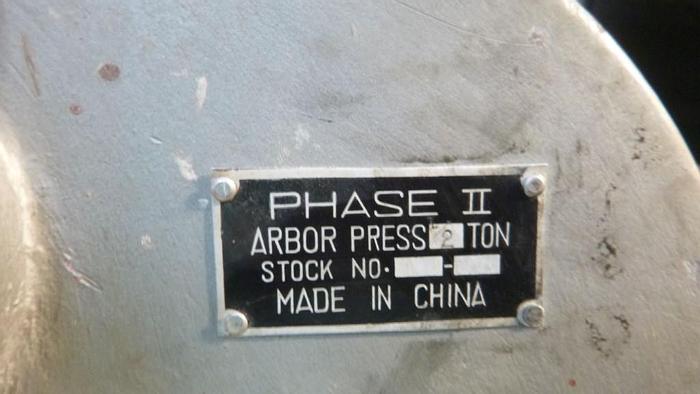 PHASE II
ARBOR PRESS 2 TON
STOCK NO. -
MADE IN CHINA